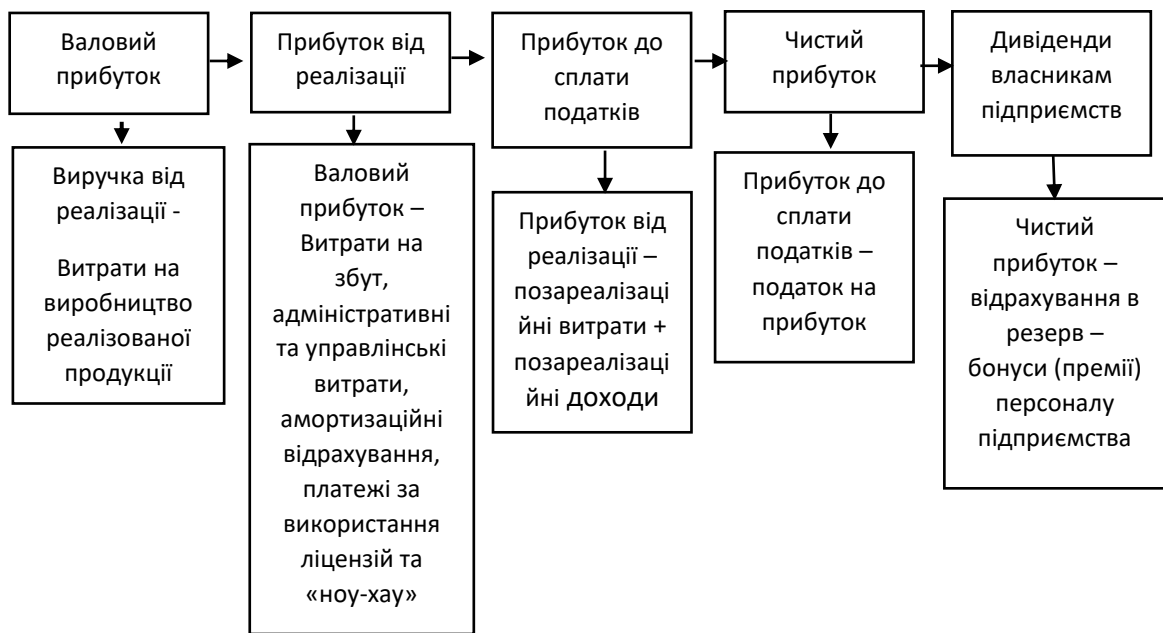 Валовий
прибуток
Прибуток від
реалізації
Прибуток до
сплати
податків
Чистий
прибуток
Дивіденди
власникам
підприємств
Виручка від
реалізації -
Витрати на
виробництво
реалізованої
продукції
Валовий
прибуток –
Витрати на
збут,
адміністративні
та управлінські
витрати,
амортизаційні
відрахування,
платежі за
використання
ліцензій та
«ноу-хау»
Прибуток від
реалізації –
позареалізаці
йні витрати +
позареалізаці
йні доходи
Прибуток до
сплати
податків –
податок на
прибуток
Чистий
прибуток –
відрахування в
резерв –
бонуси (премії)
персоналу
підприємства